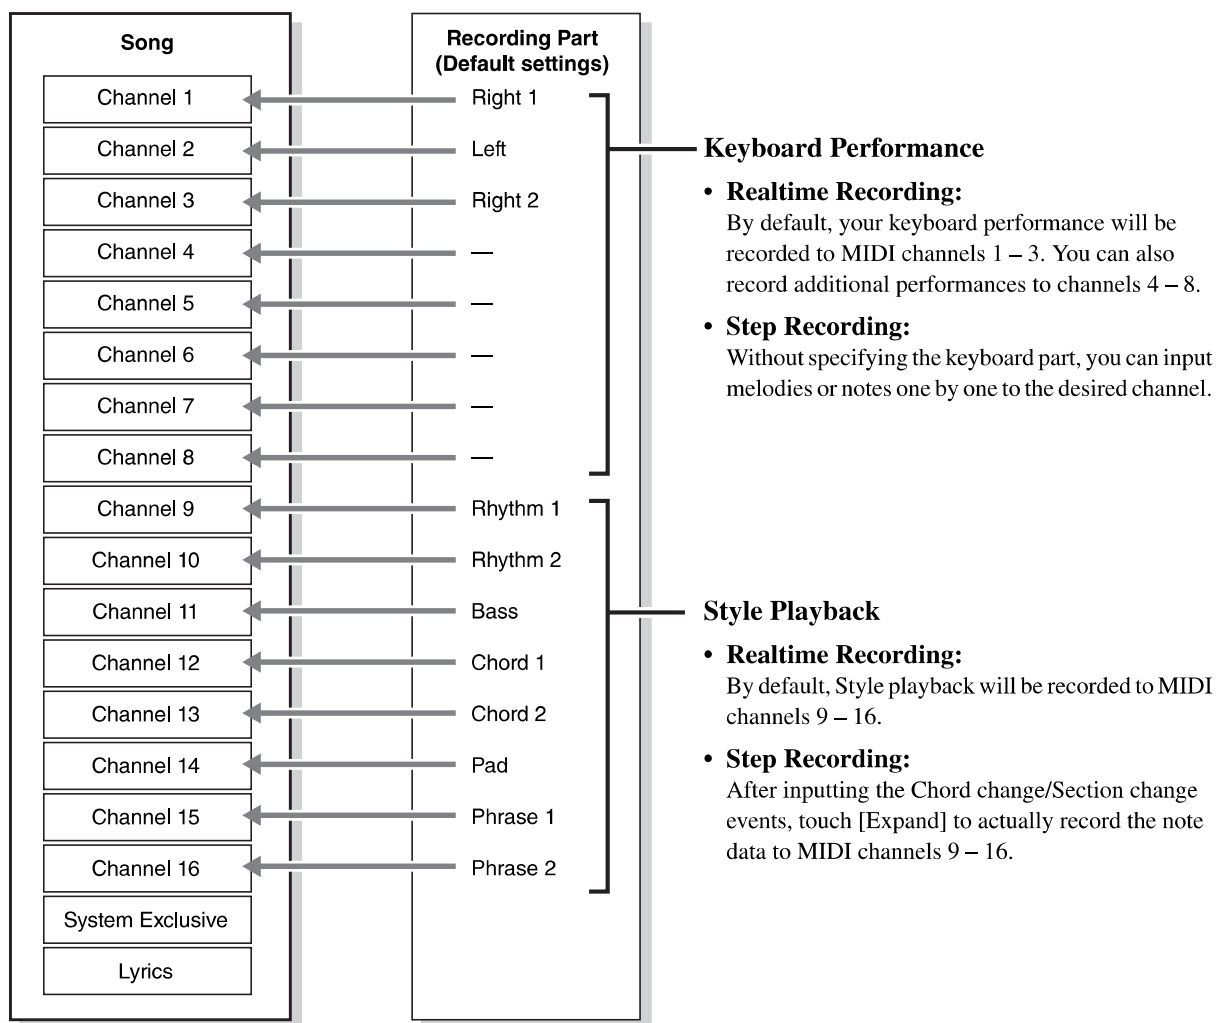 Song
Recording Part
(Default settings)
Channel 1
Right 1
Channel 2
Left
Channel 3
Right 2
Channel 4
—
Channel 5
—
Channel 6
—
Channel 7
—
Channel 8
—
Channel 9
Rhythm 1
Channel 10
Rhythm 2
Channel 11
Bass
Channel 12
Chord 1
Channel 13
Chord 2
Channel 14
Pad
Channel 15
Phrase 1
Channel 16
Phrase 2
System Exclusive
Lyrics
Keyboard Performance
• Realtime Recording:
By default, your keyboard performance will be
recorded to MIDI channels 1 – 3. You can also
record additional performances to channels 4 – 8.
• Step Recording:
Without specifying the keyboard part, you can input
melodies or notes one by one to the desired channel.
Style Playback
• Realtime Recording:
By default, Style playback will be recorded to MIDI
channels 9 – 16.
• Step Recording:
After inputting the Chord change/Section change
events, touch [Expand] to actually record the note
data to MIDI channels 9 – 16.